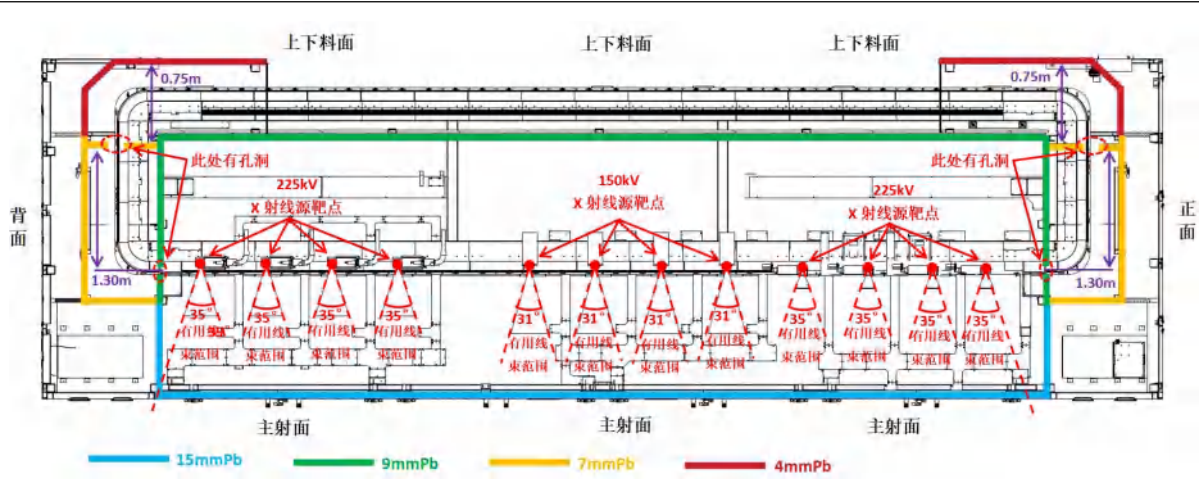 上下料面
上下料面
上下料面
0.75m
0.75m
此处有孔洞
此处有孔洞
225kV
X 射线源靶点
150kV
X 射线源靶点
225kV
X 射线源靶点
背面
正面
1.30m
1.30m
35°
35°
35°
35°
31°
31°
31°
31°
35°
35°
35°
35°
有用线
有用线
有用线
有用线
有用线
有用线
有用线
有用线
有用线
有用线
有用线
有用线
束范围
束范围
束范围
束范围
束范围
束范围
束范围
束范围
束范围
束范围
束范围
束范围
主射面
主射面
主射面
15mmPb
9mmPb
7mmPb
4mmPb